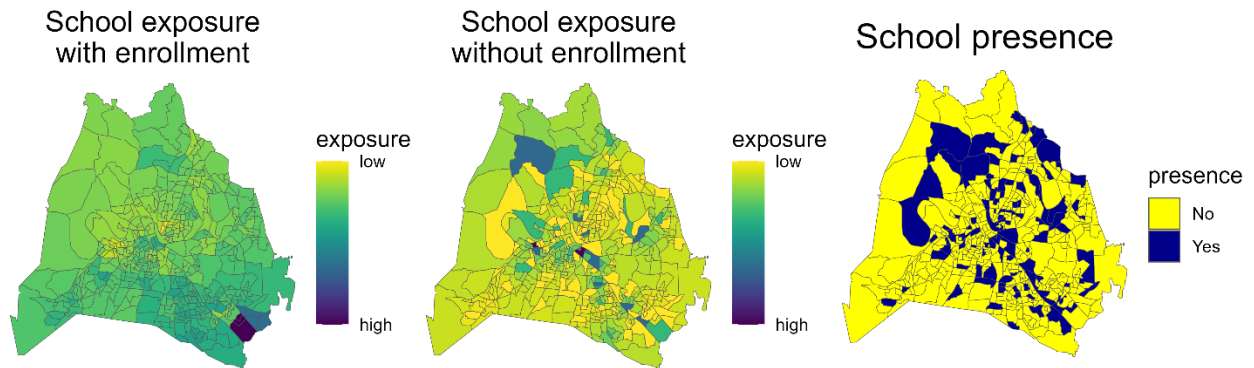 School exposure
with enrollment
exposure
low
high
School exposure
without enrollment
exposure
low
high
School presence
presence
No
Yes